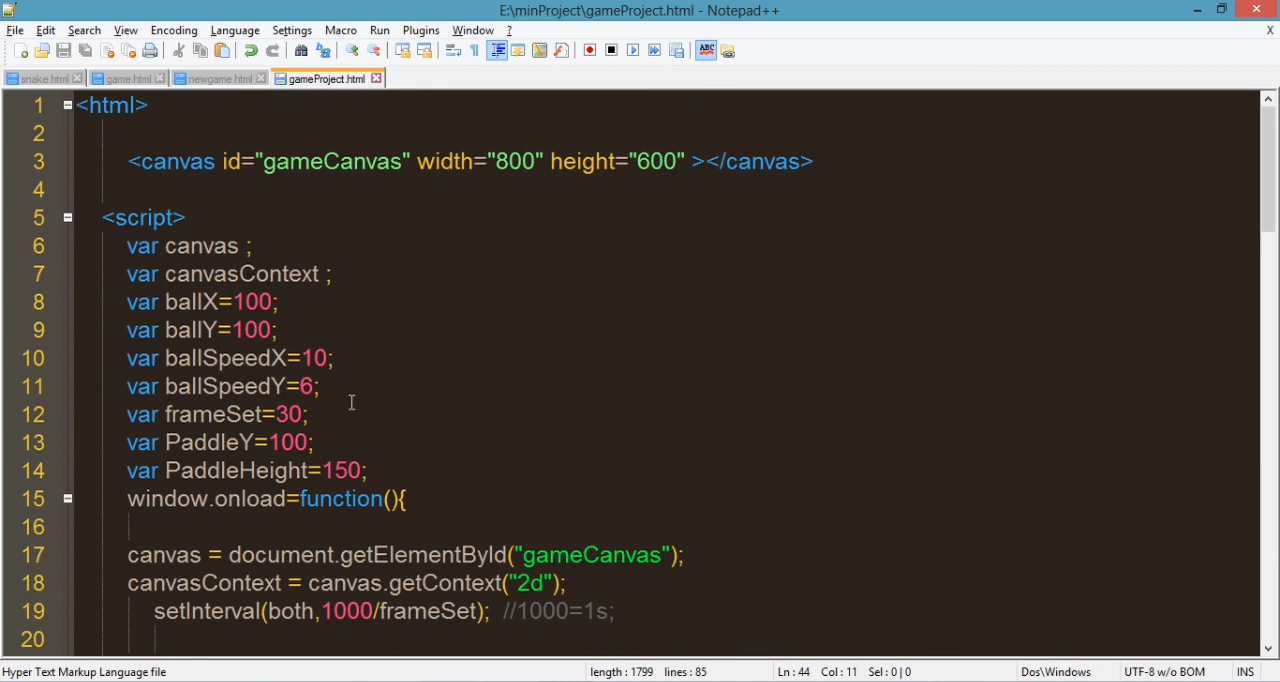 E:\minProject\gameProject.html - Notepad++
File Edit Search View Encoding Language Settings Macro Run Plugins Window ? X
ABC
snake.html game.html newgame.html gameProject.html
1 <html>
2
3 <canvas id="gameCanvas" width="800" height="600" ></canvas>
4
5 <script>
6 var canvas ;
7 var canvasContext ;
8 var ballX=100;
9 var ballY=100;
10 var ballSpeedX=10;
11 var ballSpeedY=6;
12 var frameSet=30;
13 var PaddleY=100;
14 var PaddleHeight=150;
15 window.onload=function(){
16
17 canvas = document.getElementById("gameCanvas");
18 canvasContext = canvas.getContext("2d");
19 setInterval(both,1000/frameSet); //1000=1s;
20
Hyper Text Markup Language file length : 1799 lines : 85 Ln : 44 Col : 11 Sel : 0 | 0 Dos\Windows UTF-8 w/o BOM INS